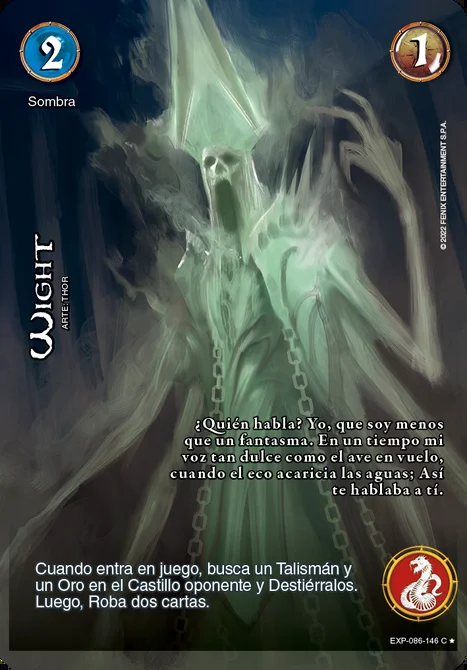 2
1
Sombra
© 2022 FENIX ENTERTAINMENT S.P.A.
Wight
ARTE: THOR
¿Quién habla? Yo, que soy menos
que un fantasma. En un tiempo mi
voz tan dulce como el ave en vuelo,
cuando el eco acaricia las aguas; Así
te hablaba a tí.
Cuando entra en juego, busca un Talismán y
un Oro en el Castillo oponente y Destiérralos.
Luego, Roba dos cartas.
EXP-086-146 C ★